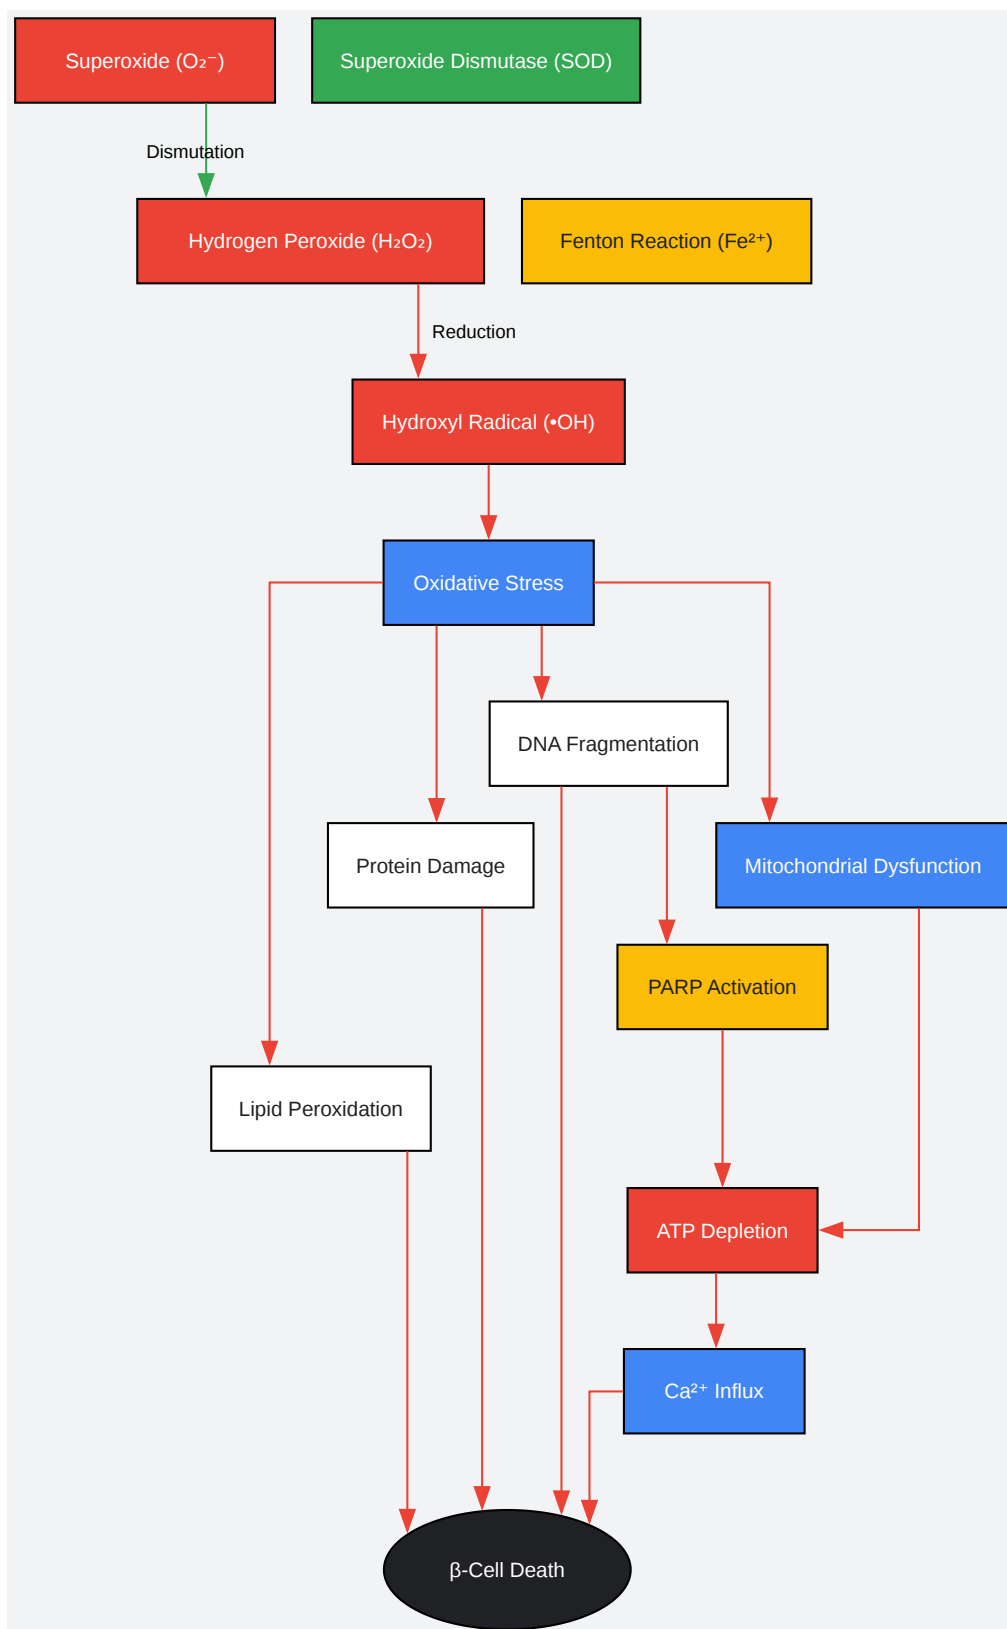 Superoxide (O₂⁻)
Superoxide Dismutase (SOD)
Dismutation
Hydrogen Peroxide (H₂O₂)
Fenton Reaction (Fe²⁺)
Reduction
Hydroxyl Radical (•OH)
Oxidative Stress
DNA Fragmentation
Protein Damage
Mitochondrial Dysfunction
PARP Activation
Lipid Peroxidation
ATP Depletion
Ca²⁺ Influx
β-Cell Death